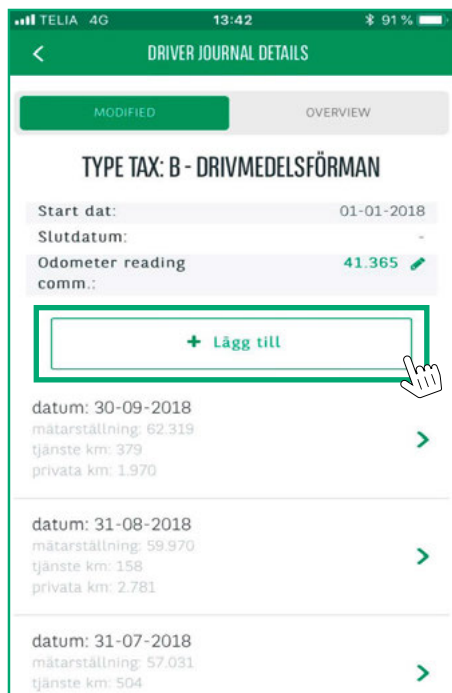 TELIA 4G 13:42 91 %
DRIVER JOURNAL DETAILS
MODIFIED OVERVIEW
TYPE TAX: B - DRIVMEDELSFÖRMAN
Start dat: 01-01-2018
Slutdatum: -
Odometer reading 41.365
comm.:
+ Lägg till
datum: 30-09-2018
mätarställning: 62.319
tjänste km: 379
privata km: 1.970
datum: 31-08-2018
mätarställning: 59.970
tjänste km: 158
privata km: 2.781
datum: 31-07-2018
mätarställning: 57.031
tjänste km: 504